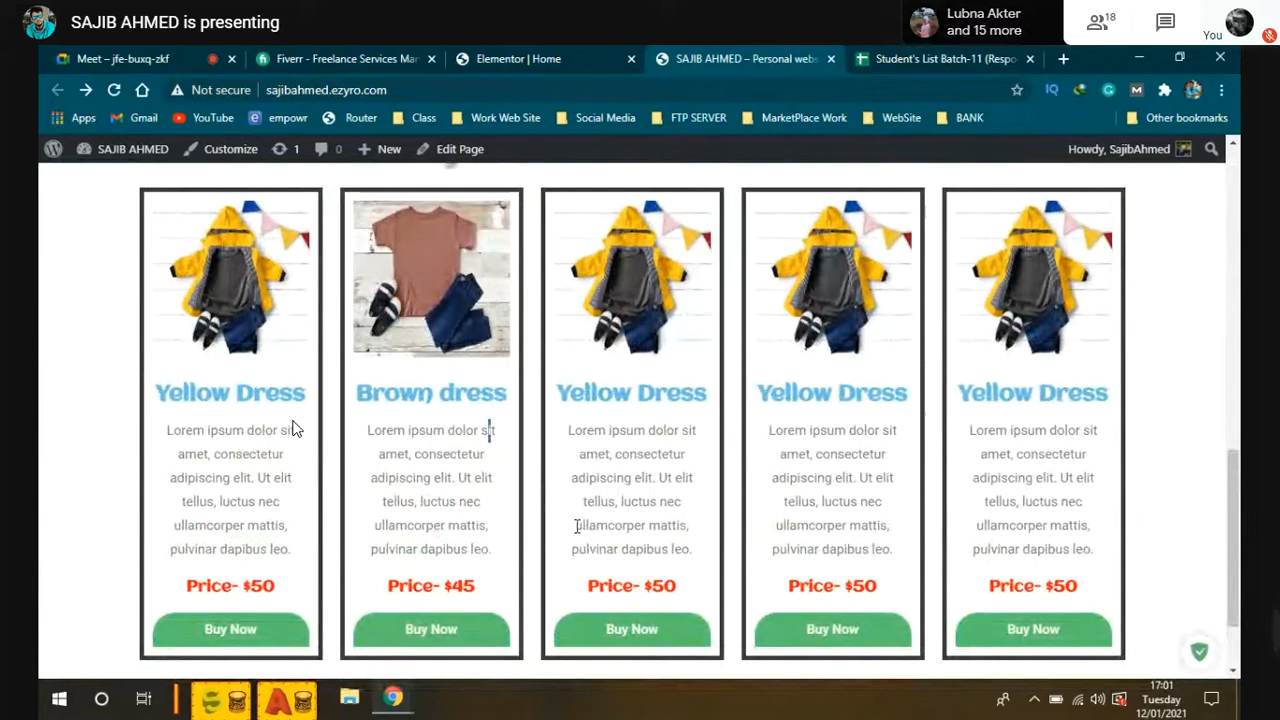 SAJIB AHMED is presenting
Lubna Akter
and 15 more
18
You
Meet – jfe-buxq-zkf
Fiverr - Freelance Services Mar
Elementor | Home
SAJIB AHMED – Personal webs
Student's List Batch-11 (Respo
Not secure
sajibahmed.ezyro.com
Apps
Gmail
YouTube
empowr
Router
Class
Work Web Site
Social Media
FTP SERVER
MarketPlace Work
WebSite
BANK
Other bookmarks
SAJIB AHMED
Customize
1
0
New
Edit Page
Howdy, SajibAhmed
Yellow Dress
Lorem ipsum dolor sit
amet, consectetur
adipiscing elit. Ut elit
tellus, luctus nec
ullamcorper mattis,
pulvinar dapibus leo.
Price- $50
Buy Now
Brown dress
Lorem ipsum dolor sit
amet, consectetur
adipiscing elit. Ut elit
tellus, luctus nec
ullamcorper mattis,
pulvinar dapibus leo.
Price- $45
Buy Now
Yellow Dress
Lorem ipsum dolor sit
amet, consectetur
adipiscing elit. Ut elit
tellus, luctus nec
ullamcorper mattis,
pulvinar dapibus leo.
Price- $50
Buy Now
Yellow Dress
Lorem ipsum dolor sit
amet, consectetur
adipiscing elit. Ut elit
tellus, luctus nec
ullamcorper mattis,
pulvinar dapibus leo.
Price- $50
Buy Now
Yellow Dress
Lorem ipsum dolor sit
amet, consectetur
adipiscing elit. Ut elit
tellus, luctus nec
ullamcorper mattis,
pulvinar dapibus leo.
Price- $50
Buy Now
17:01
Tuesday
12/01/2021